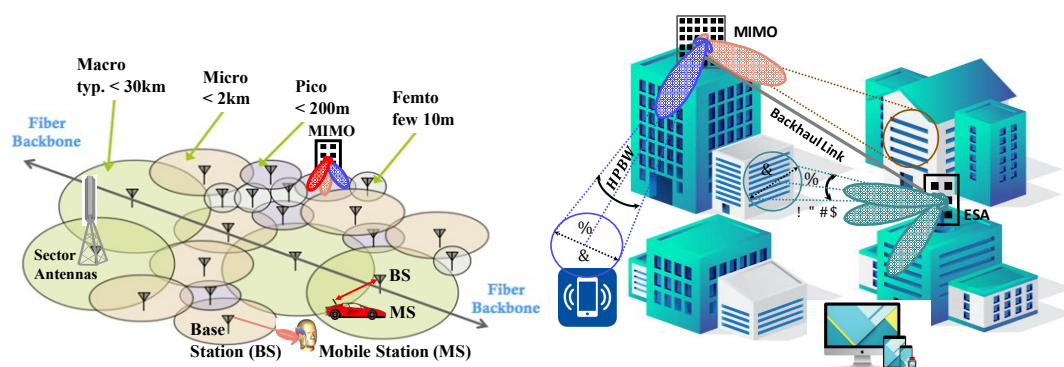 Macro
typ. < 30km
Micro
< 2km
Pico
< 200m
MIMO
Femto
few 10m
Fiber
Backbone
Sector
Antennas
BS
MS
Fiber
Backbone
Base
Station (BS)
Mobile Station (MS)
MIMO
Backhaul Link
HPBW
&
%
! " #$
ESA
%
&